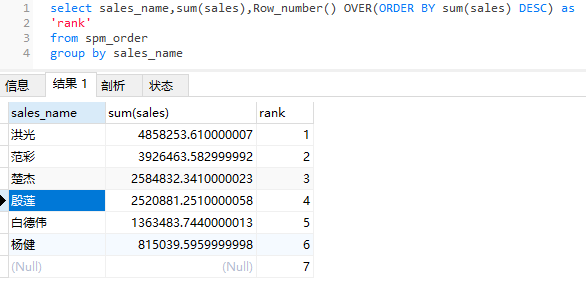 1 select sales_name,sum(sales),Row_number() OVER(ORDER BY sum(sales) DESC) as
2 'rank'
3 from spm_order
4 group by sales_name
信息 结果 1 剖析 状态
sales_name sum(sales) rank
洪光 4858253.610000007 1
范彩 3926463.582999992 2
楚杰 2584832.3410000023 3
殷莲 2520881.2510000058 4
白德伟 1363483.7440000013 5
杨健 815039.5959999998 6
(Null) (Null) 7